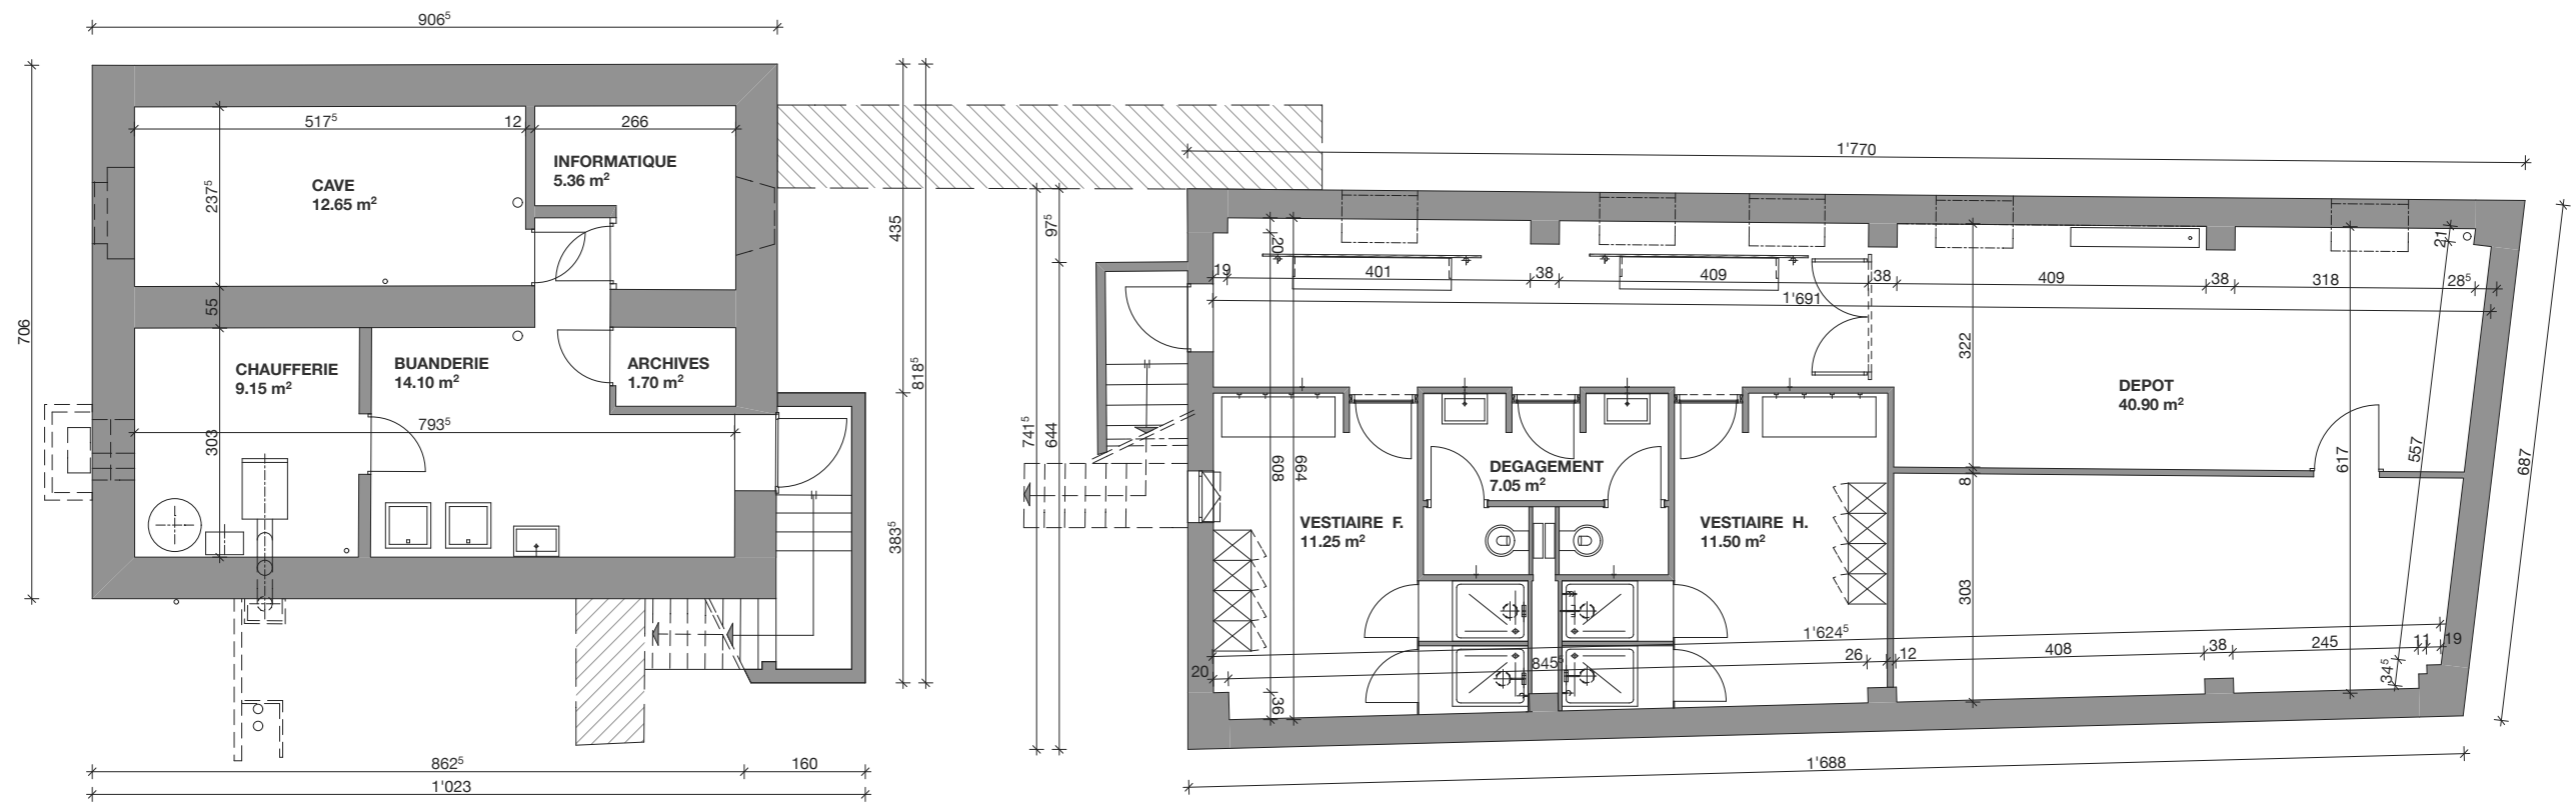 906⁵
706
517⁵
12
266
237⁵
CAVE
12.65 m²
INFORMATIQUE
5.36 m²
55
CHAUFFERIE
9.15 m²
BUANDERIE
14.10 m²
ARCHIVES
1.70 m²
793⁵
303
435
818⁵
383⁵
862⁵
160
1'023
1'770
97⁵
741⁵
644
20
19
401
38
409
38
409
38
318
28⁵
21
1'691
322
DEPOT
40.90 m²
557
617
687
608
664
DEGAGEMENT
7.05 m²
8
VESTIAIRE F.
11.25 m²
VESTIAIRE H.
11.50 m²
303
1'624⁵
20
845⁵
26
12
408
38
245
11
19
34⁵
36
1'688